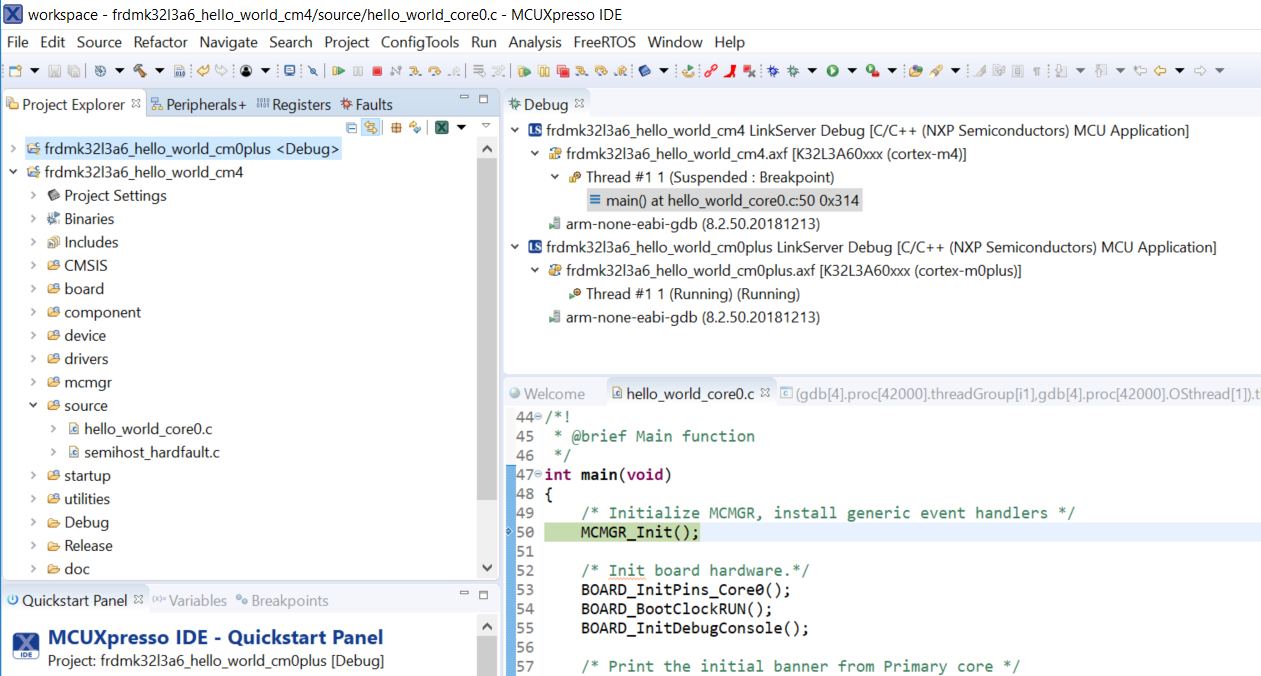 workspace - frdmk32l3a6_hello_world_cm4/source/hello_world_core0.c - MCUXpresso IDE
File Edit Source Refactor Navigate Search Project ConfigTools Run Analysis FreeRTOS Window Help
Project Explorer Peripherals+ Registers Faults
frdmk32l3a6_hello_world_cm0plus <Debug>
frdmk32l3a6_hello_world_cm4
Project Settings
Binaries
Includes
CMSIS
board
component
device
drivers
mcmgr
source
hello_world_core0.c
semihost_hardfault.c
startup
utilities
Debug
Release
doc
Quickstart Panel (x)= Variables Breakpoints
IDE
MCUXpresso IDE - Quickstart Panel
Project: frdmk32l3a6_hello_world_cm0plus [Debug]
Debug
LS frdmk32l3a6_hello_world_cm4 LinkServer Debug [C/C++ (NXP Semiconductors) MCU Application]
frdmk32l3a6_hello_world_cm4.axf [K32L3A60xxx (cortex-m4)]
Thread #1 1 (Suspended : Breakpoint)
main() at hello_world_core0.c:50 0x314
arm-none-eabi-gdb (8.2.50.20181213)
LS frdmk32l3a6_hello_world_cm0plus LinkServer Debug [C/C++ (NXP Semiconductors) MCU Application]
frdmk32l3a6_hello_world_cm0plus.axf [K32L3A60xxx (cortex-m0plus)]
Thread #1 1 (Running) (Running)
arm-none-eabi-gdb (8.2.50.20181213)
Welcome hello_world_core0.c (gdb[4].proc[42000].threadGroup[i1],gdb[4].proc[42000].OSthread[1]).t
44 /*!
45 * @brief Main function
46 */
47 int main(void)
48 {
49 /* Initialize MCMGR, install generic event handlers */
50 MCMGR_Init();
51
52 /* Init board hardware.*/
53 BOARD_InitPins_Core0();
54 BOARD_BootClockRUN();
55 BOARD_InitDebugConsole();
56
57 /* Print the initial banner from Primary core */